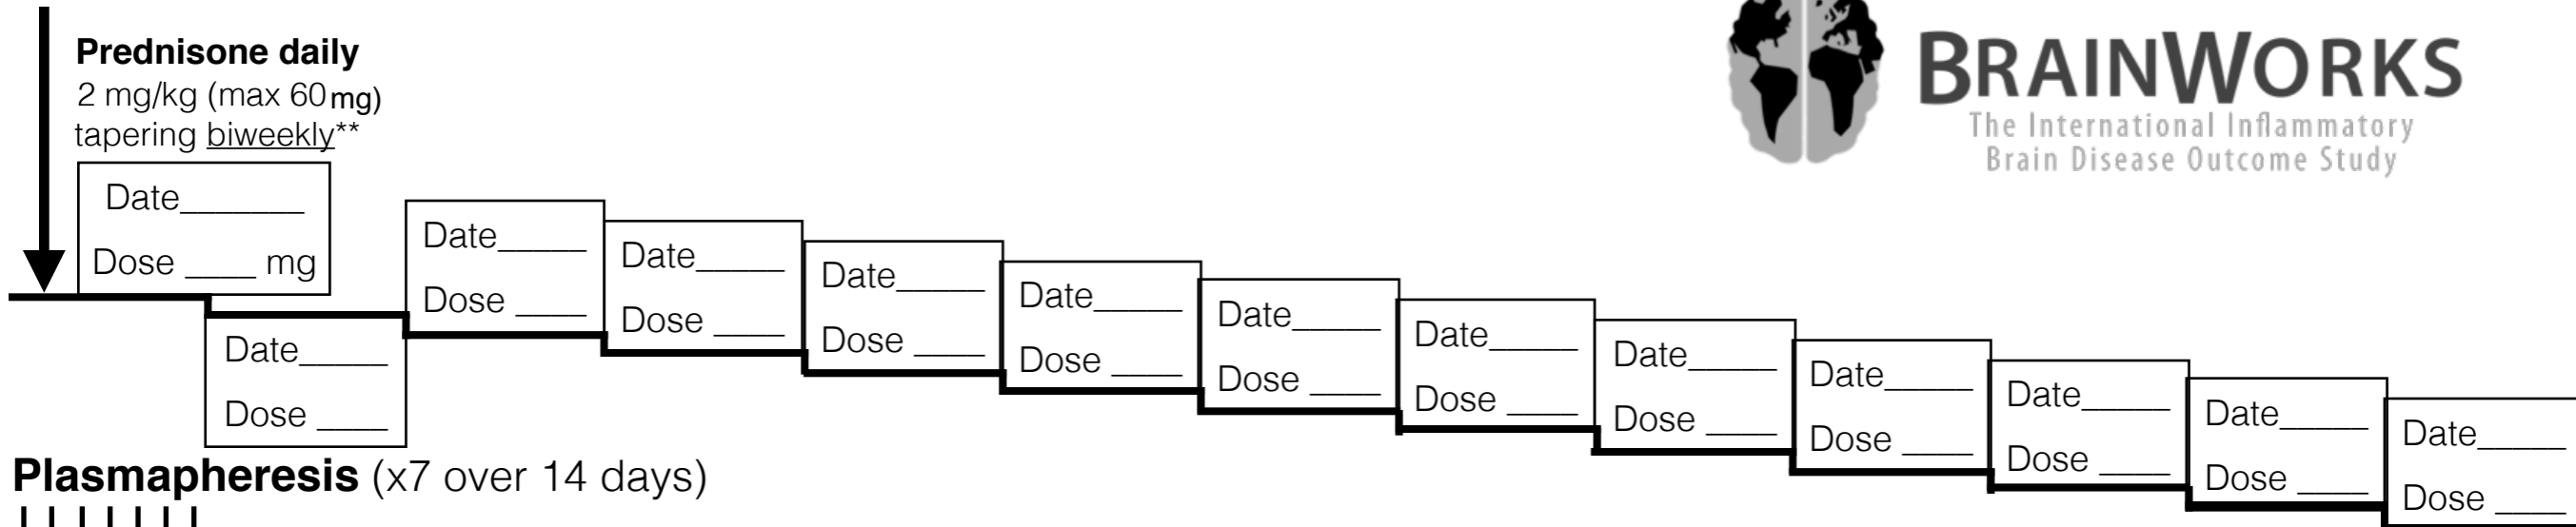 Prednisone daily
2 mg/kg (max 60 mg)
tapering biweekly**
BRAINWORKS
The International Inflammatory
Brain Disease Outcome Study
Date_______
Dose ____ mg
Date_____
Dose ____
Date_____
Dose ____
Date_____
Dose ____
Date_____
Dose ____
Date_____
Dose ____
Date_____
Dose ____
Date_____
Dose ____
Date_____
Dose ____
Date_____
Dose ____
Date_____
Dose ____
Date_____
Dose ____
Date_____
Dose ____
Plasmapheresis (x7 over 14 days)